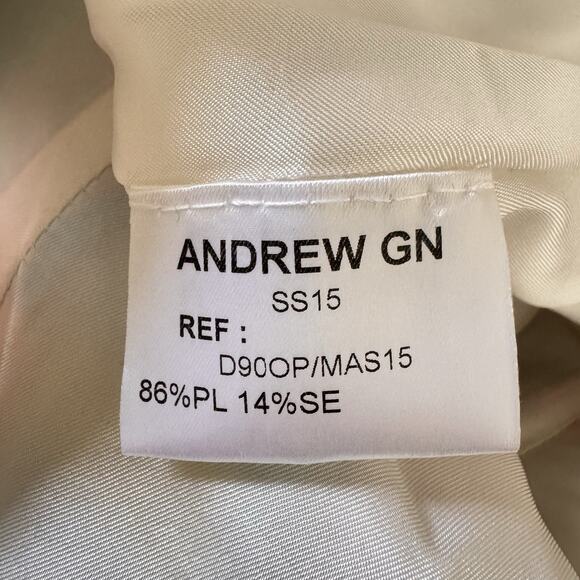 ANDREW GN
SS15
REF :
D90OP/MAS15
86%PL 14%SE